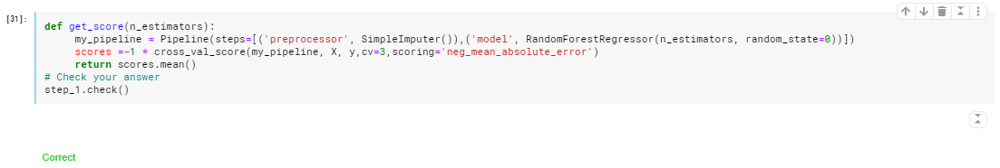 [31]:
def get_score(n_estimators):
    my_pipeline = Pipeline(steps=[('preprocessor', SimpleImputer()),('model', RandomForestRegressor(n_estimators, random_state=0))])
    scores =-1 * cross_val_score(my_pipeline, X, y,cv=3,scoring='neg_mean_absolute_error')
    return scores.mean()
# Check your answer
step_1.check()
Correct